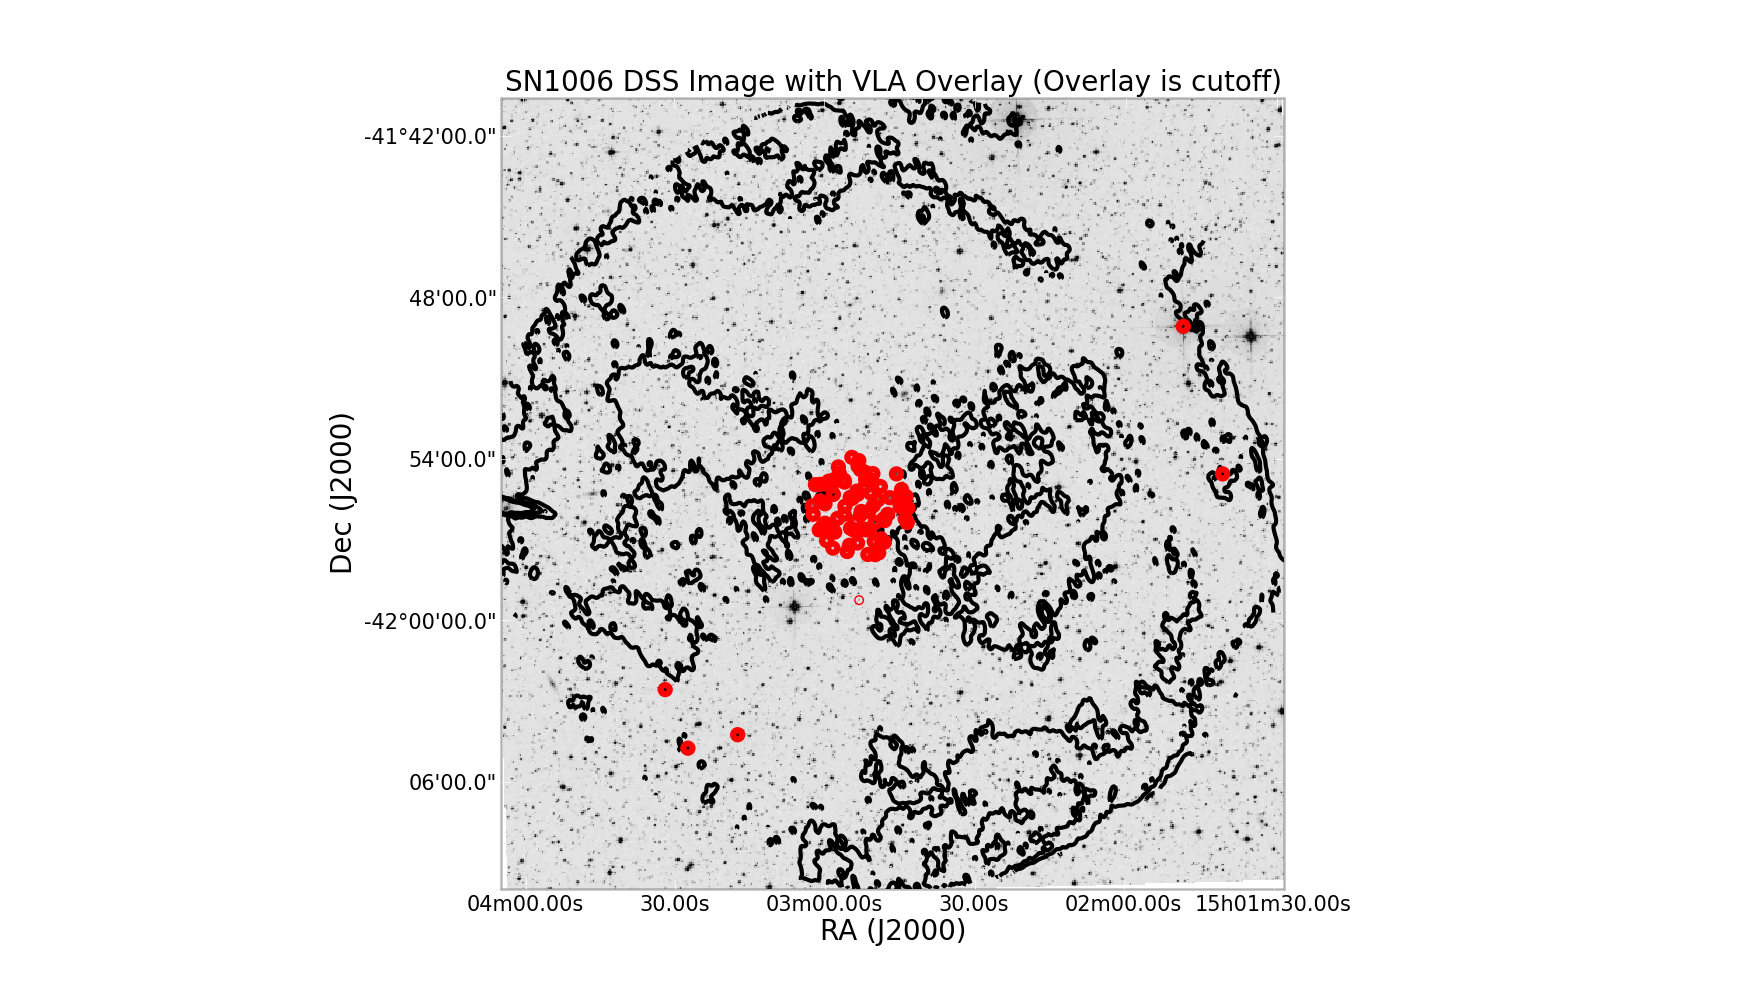 SN1006 DSS Image with VLA Overlay (Overlay is cutoff)
-41°42'00.0"
48'00.0"
54'00.0"
-42°00'00.0"
06'00.0"
Dec (J2000)
04m00.00s 30.00s 03m00.00s 30.00s 02m00.00s 15h01m30.00s
RA (J2000)